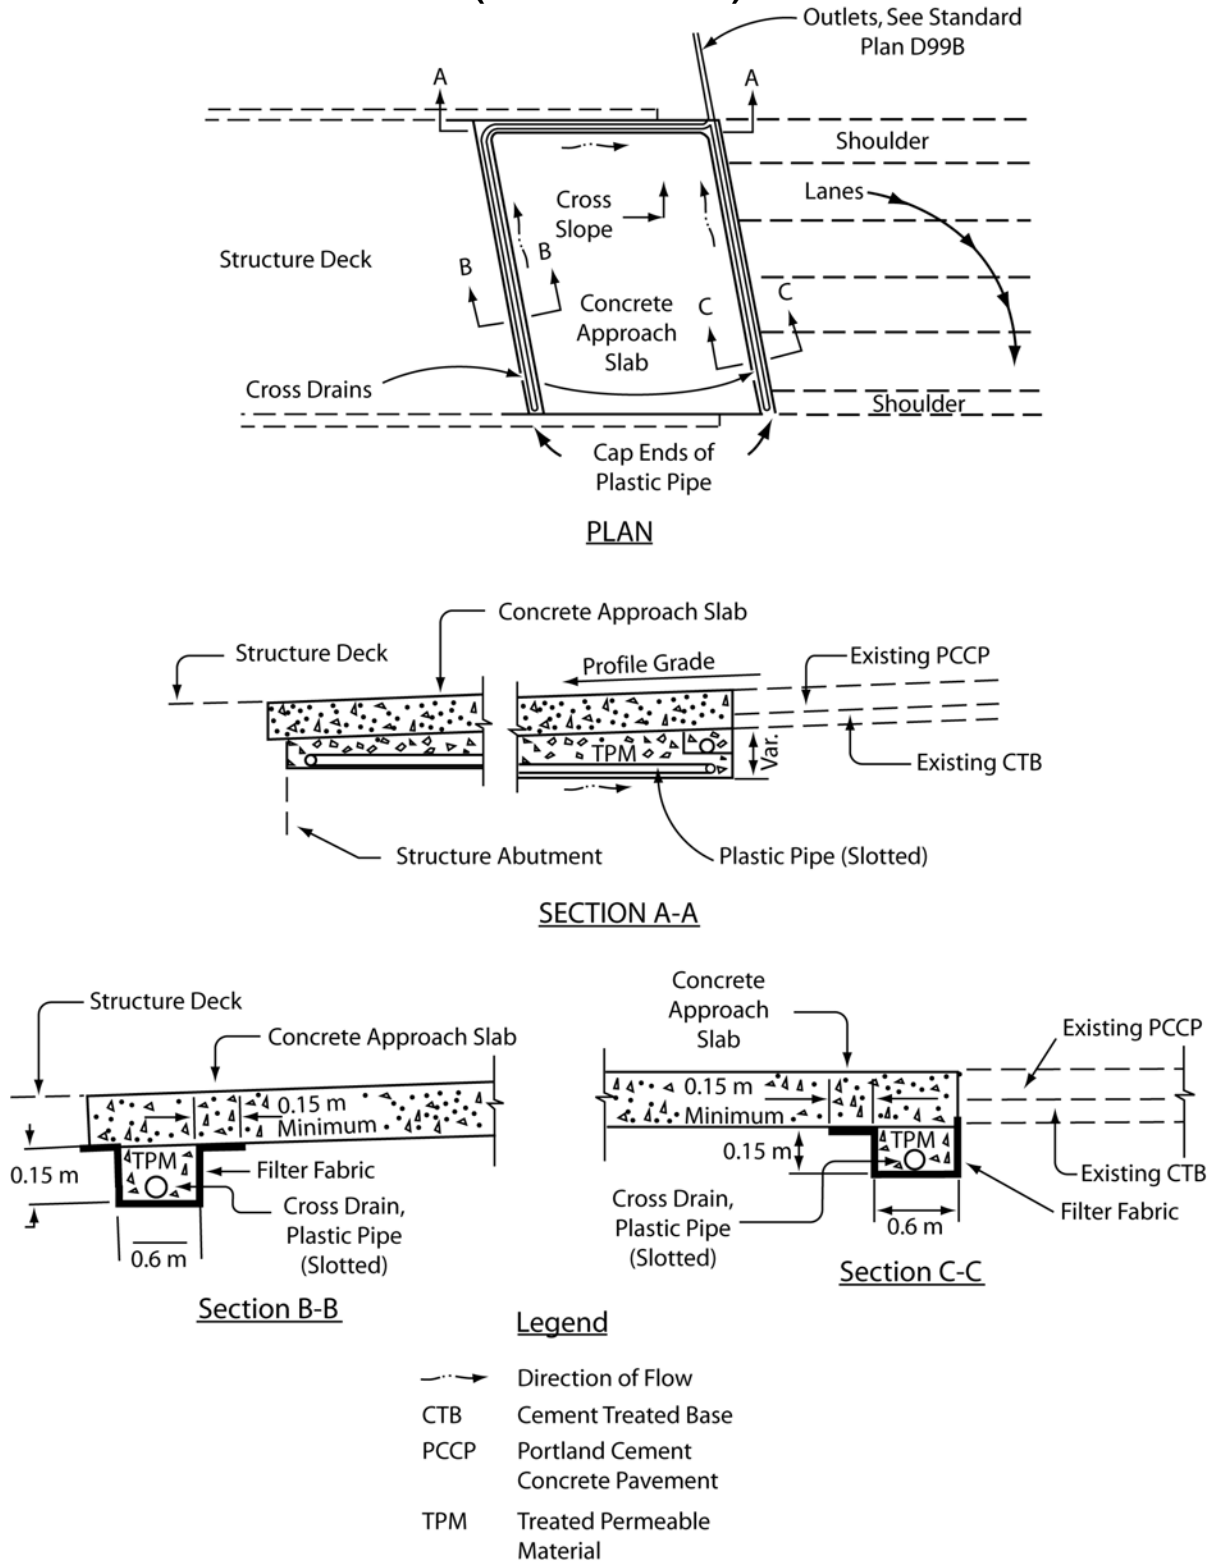 Outlets, See Standard
Plan D99B
A
A
Shoulder
Lanes
Cross
Slope
Structure Deck
B
B
C
C
Concrete
Approach
Slab
Cross Drains
Shoulder
Cap Ends of
Plastic Pipe
PLAN
Concrete Approach Slab
Structure Deck
Profile Grade
Existing PCCP
TPM
Var.
Existing CTB
Structure Abutment
Plastic Pipe (Slotted)
SECTION A-A
Structure Deck
Concrete Approach Slab
0.15 m
Minimum
TPM
0.15 m
Filter Fabric
Cross Drain,
Plastic Pipe
(Slotted)
0.6 m
Section B-B
Concrete
Approach
Slab
Existing PCCP
0.15 m
Minimum
TPM
0.15 m
Existing CTB
Cross Drain,
Plastic Pipe
(Slotted)
Filter Fabric
0.6 m
Section C-C
Legend
Direction of Flow
CTB Cement Treated Base
PCCP Portland Cement
Concrete Pavement
TPM Treated Permeable
Material